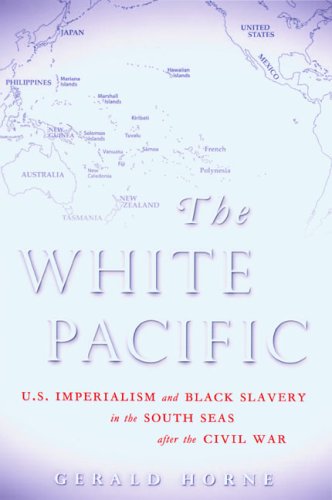 JAPAN
UNITED
STATES
PHILIPPINES
Mariana
Islands
Hawaiian
Islands
MEXICO
Marshall
Islands
NEW
GUINEA
Kiribati
Solomon
Islands
Tuvalu
Vanuatu
Samoa
Fiji
French
Polynesia
New
Caledonia
AUSTRALIA
NEW
ZEALAND
TASMANIA
The
WHITE
PACIFIC
U.S. IMPERIALISM and BLACK SLAVERY
in the SOUTH SEAS
after the CIVIL WAR
GERALD HORNE